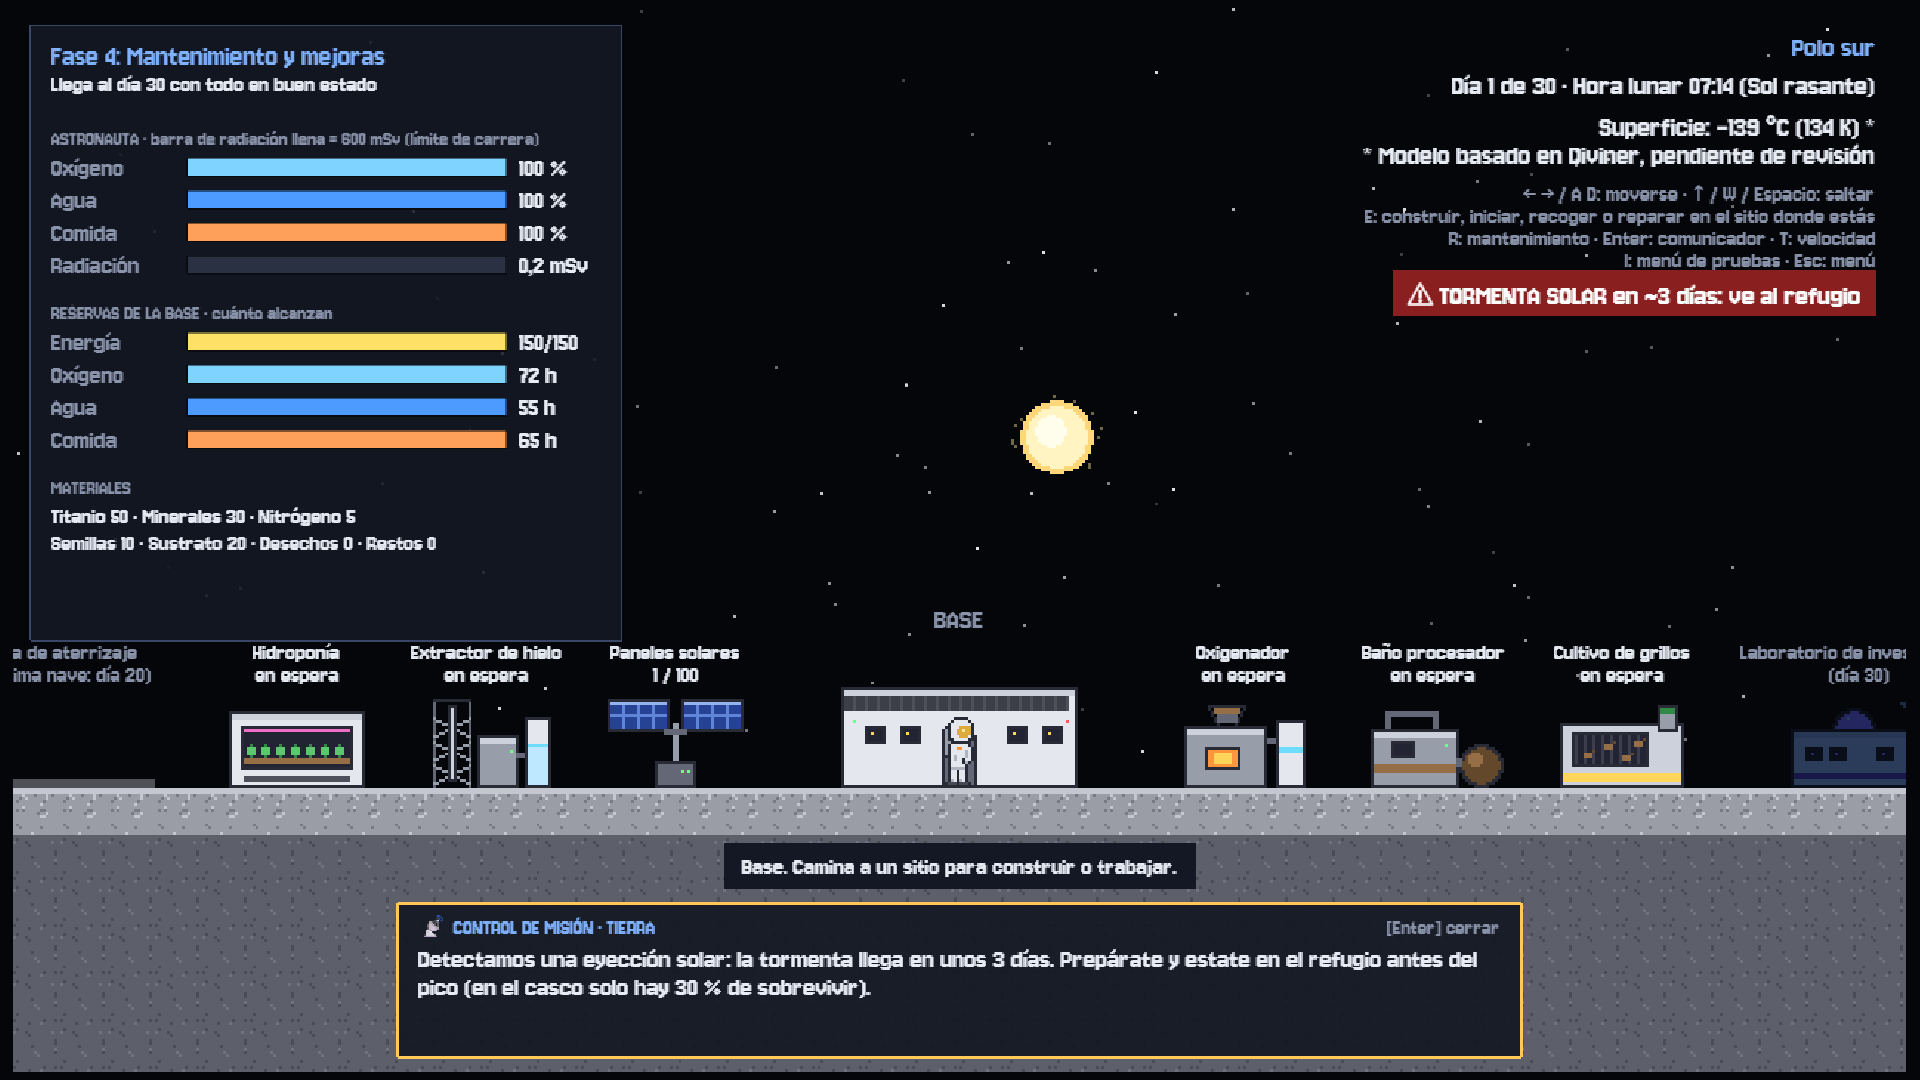 Fase 4: Mantenimiento y mejoras
Llega al día 30 con todo en buen estado
ASTRONAUTA · barra de radiación llena = 600 mSv (límite de carrera)
Oxígeno 100 %
Agua 100 %
Comida 100 %
Radiación 0,2 mSv
RESERVAS DE LA BASE · cuánto alcanzan
Energía 150/150
Oxígeno 72 h
Agua 55 h
Comida 65 h
MATERIALES
Titanio 50 · Minerales 30 · Nitrógeno 5
Semillas 10 · Sustrato 20 · Desechos 0 · Restos 0
Polo sur
Día 1 de 30 · Hora lunar 07:14 (Sol rasante)
Superficie: -139 °C (134 K) *
* Modelo basado en Diviner, pendiente de revisión
← → / A D: moverse · ↑ / W / Espacio: saltar
E: construir, iniciar, recoger o reparar en el sitio donde estás
R: mantenimiento · Enter: comunicador · T: velocidad
I: menú de pruebas · Esc: menú
⚠ TORMENTA SOLAR en ~3 días: ve al refugio
BASE
a de aterrizaje
ima nave: día 20)
Hidroponía
en espera
Extractor de hielo
en espera
Paneles solares
1 / 100
Oxigenador
en espera
Baño procesador
en espera
Cultivo de grillos
en espera
Laboratorio de inves
(día 30)
Base. Camina a un sitio para construir o trabajar.
CONTROL DE MISIÓN · TIERRA
[Enter] cerrar
Detectamos una eyección solar: la tormenta llega en unos 3 días. Prepárate y estate en el refugio antes del
pico (en el casco solo hay 30 % de sobrevivir).